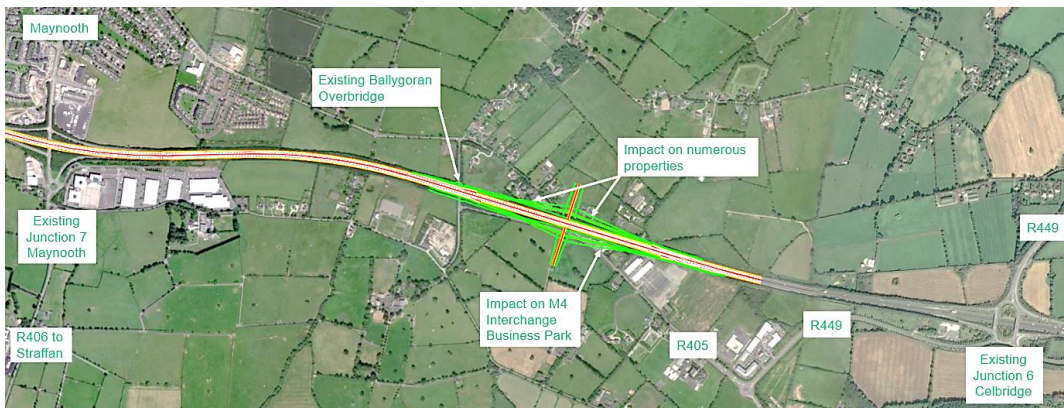 Maynooth
Existing Ballygoran
Overbridge
Impact on numerous
properties
Existing
Junction 7
Maynooth
R449
Impact on M4
Interchange
Business Park
R406 to
Straffan
R405
R449
Existing
Junction 6
Celbridge